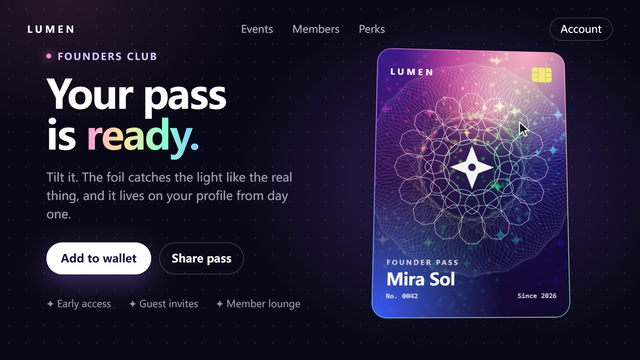 LUMEN
Events Members Perks
Account
FOUNDERS CLUB
Your pass
is ready.
Tilt it. The foil catches the light like the real
thing, and it lives on your profile from day
one.
Add to wallet
Share pass
Early access
Guest invites
Member lounge
LUMEN
FOUNDER PASS
Mira Sol
No. 0042
Since 2026